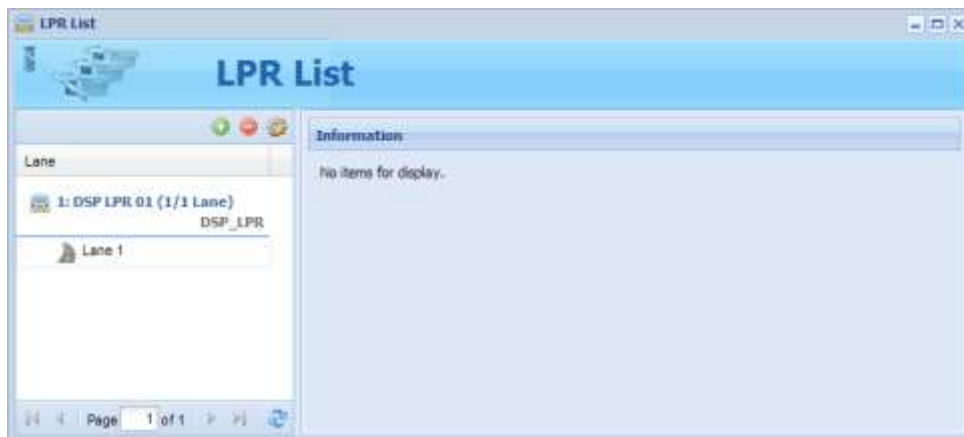 LPR List
LPR List
Information
Lane
No items for display.
1: DSP LPR 01 (1/1 Lane)
DSP_LPR
Lane 1
Page 1 of 1